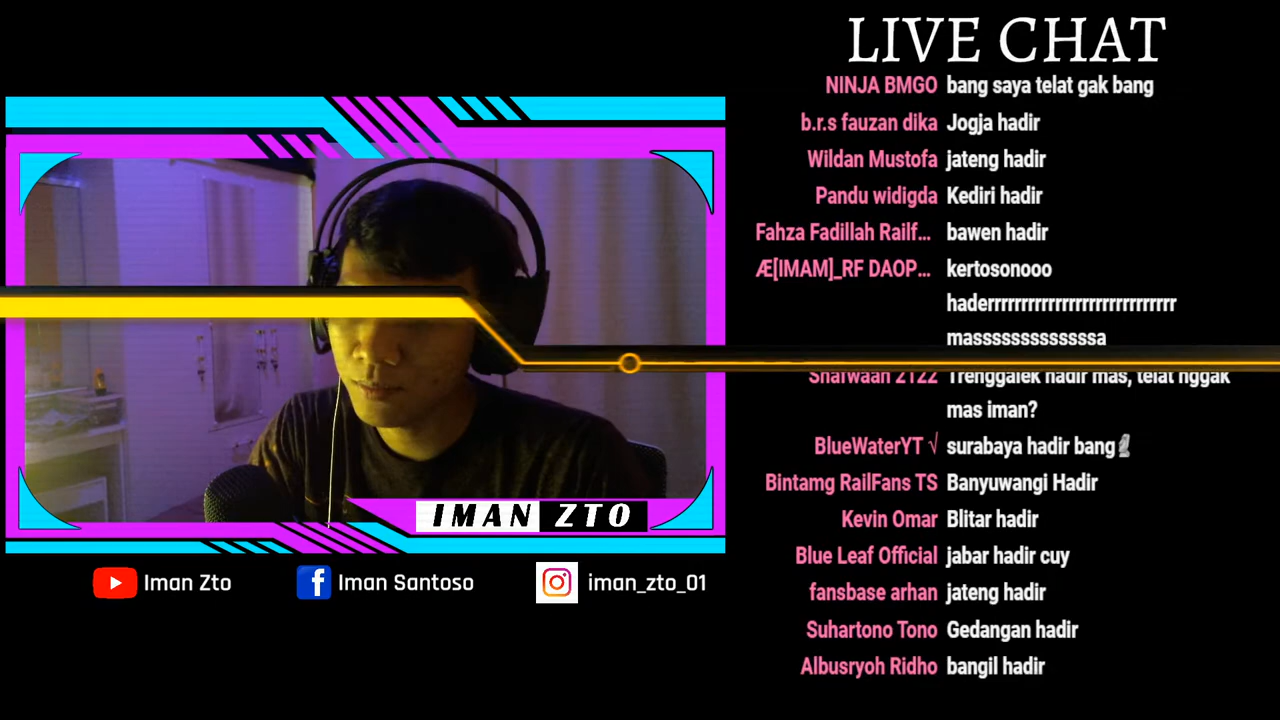 LIVE CHAT
NINJA BMGO bang saya telat gak bang
b.r.s fauzan dika Jogja hadir
Wildan Mustofa jateng hadir
Pandu widigda Kediri hadir
Fahza Fadillah Railf... bawen hadir
Æ[IMAM]_RF DAOP... kertosonooo
haderrrrrrrrrrrrrrrrrrrrrrrrrrrrr
masssssssssssssa
Shafwaan 2122 Trenggalek hadir mas, telat nggak
mas iman?
BlueWaterYT √ surabaya hadir bang
Bintamg RailFans TS Banyuwangi Hadir
Kevin Omar Blitar hadir
Blue Leaf Official jabar hadir cuy
fansbase arhan jateng hadir
Suhartono Tono Gedangan hadir
Albusryoh Ridho bangil hadir
IMAN ZTO
Iman Zto
Iman Santoso
iman_zto_01